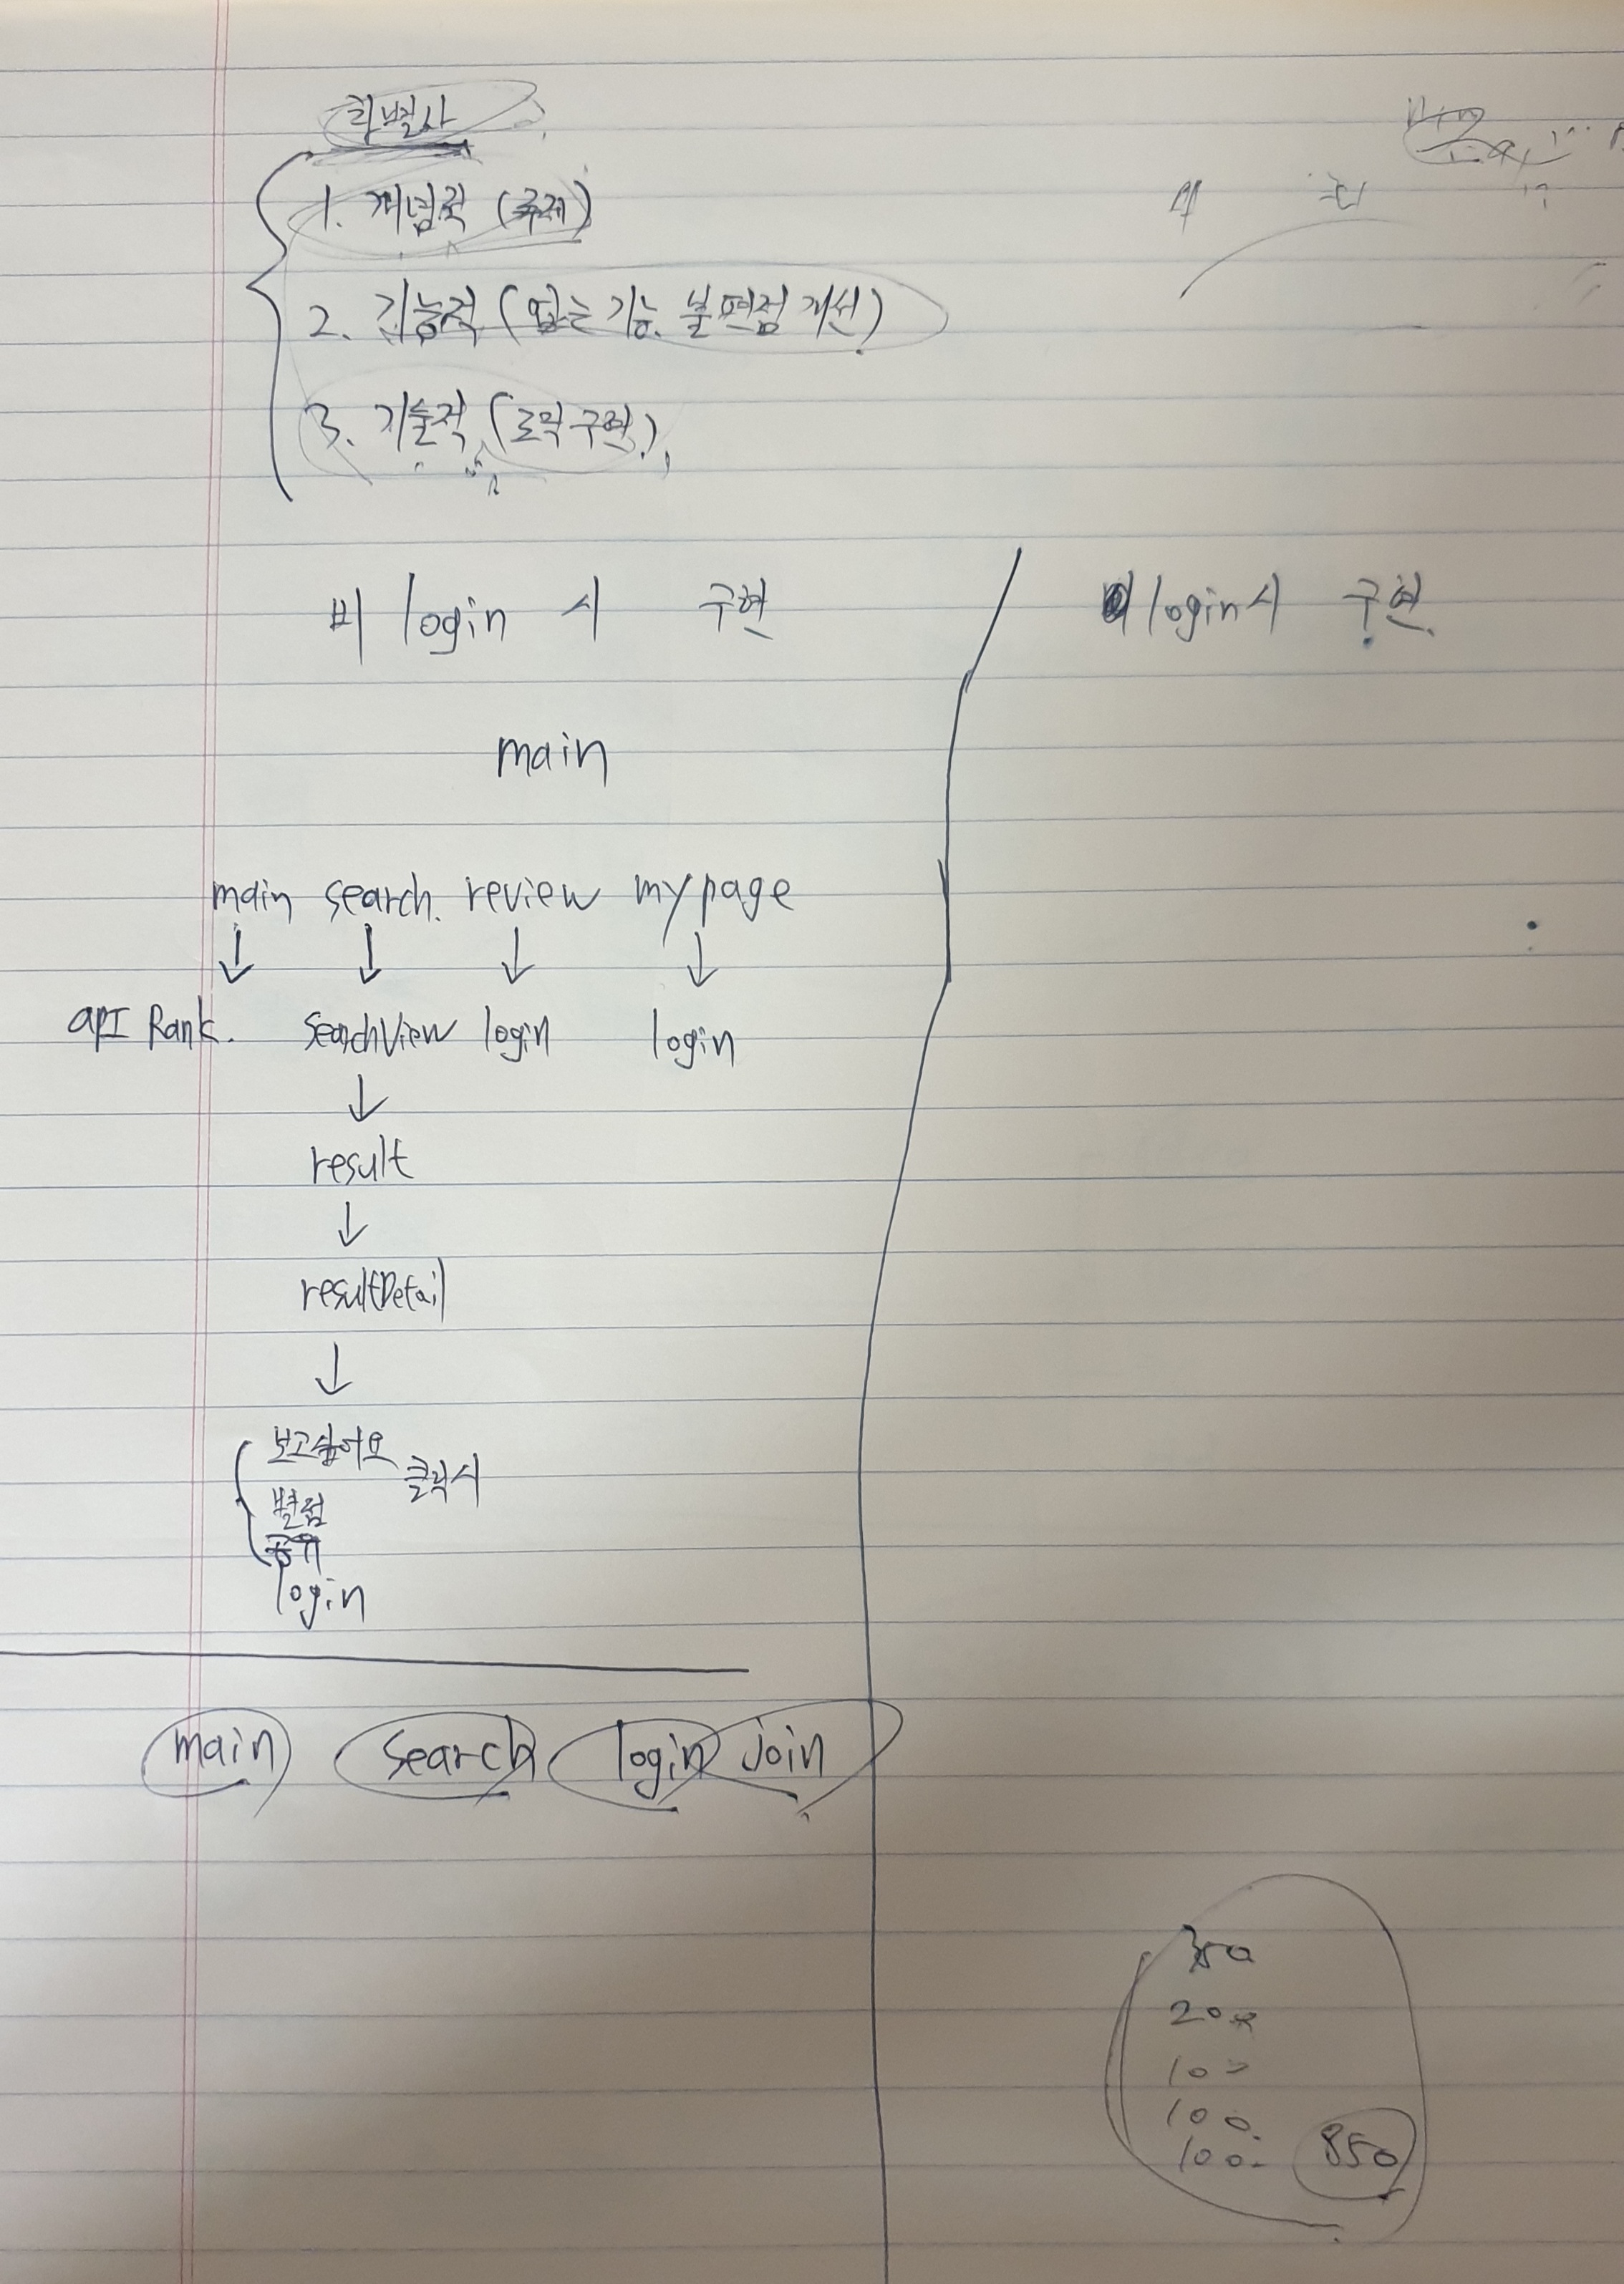 차별사
1. 개념적 (주제)
2. 기능적 (없는 기능. 불편점 개선)
3. 기술적 (로직 구현)
비 login 시 구현
main
main search. review mypage
API Rank. searchView login login
result
resultDetail
보고싶어요
클릭시
별점
공유
login
main search login join
login시 구현.
350
200
100
100.
100. 850